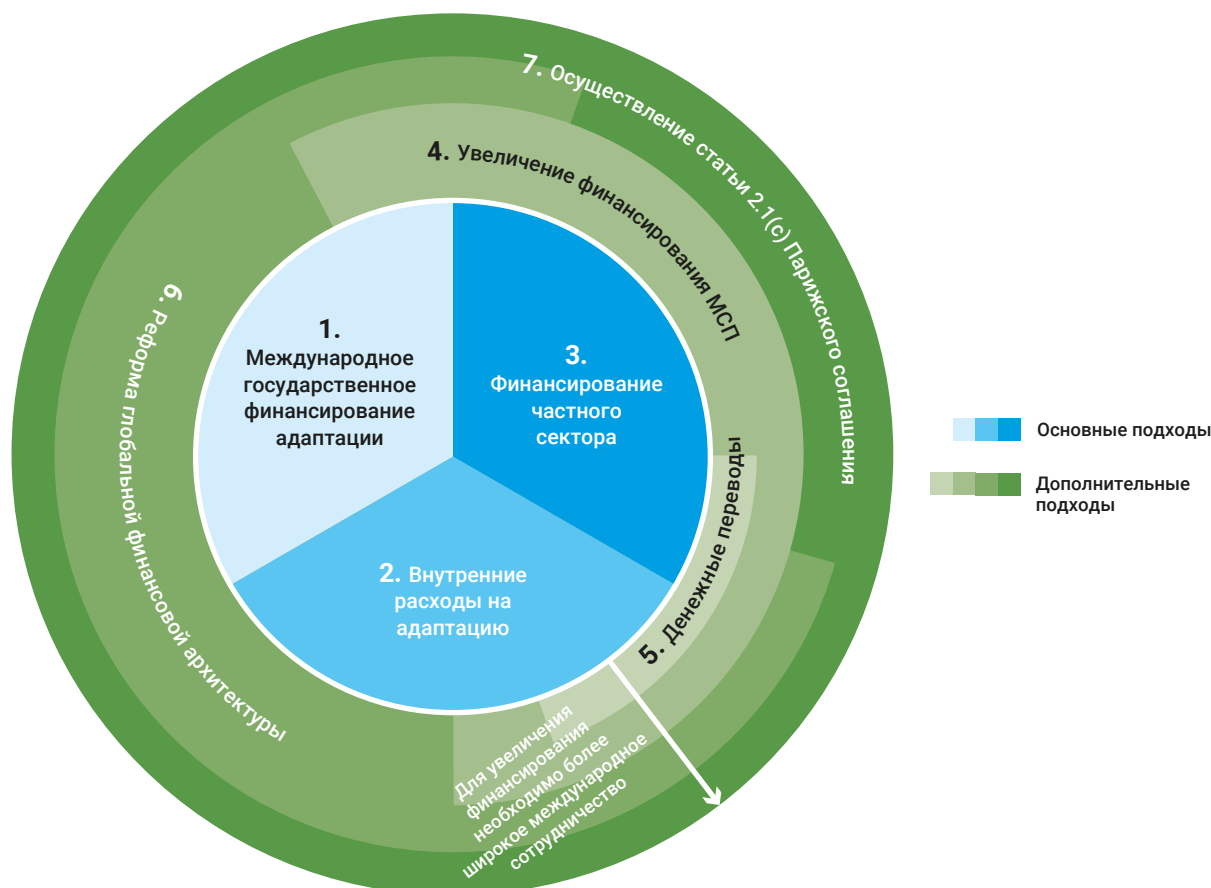 7. Осуществление статьи 2.1(c) Парижского соглашения
4. Увеличение финансирования МСП
6. Реформа глобальной финансовой архитектуры
1.
Международное
государственное
финансирование
адаптации
3.
Финансирование
частного
сектора
2. Внутренние
расходы на
адаптацию
5. Денежные переводы
Для увеличения
финансирования
необходимо более
широкое международное
сотрудничество
Основные подходы
Дополнительные
подходы